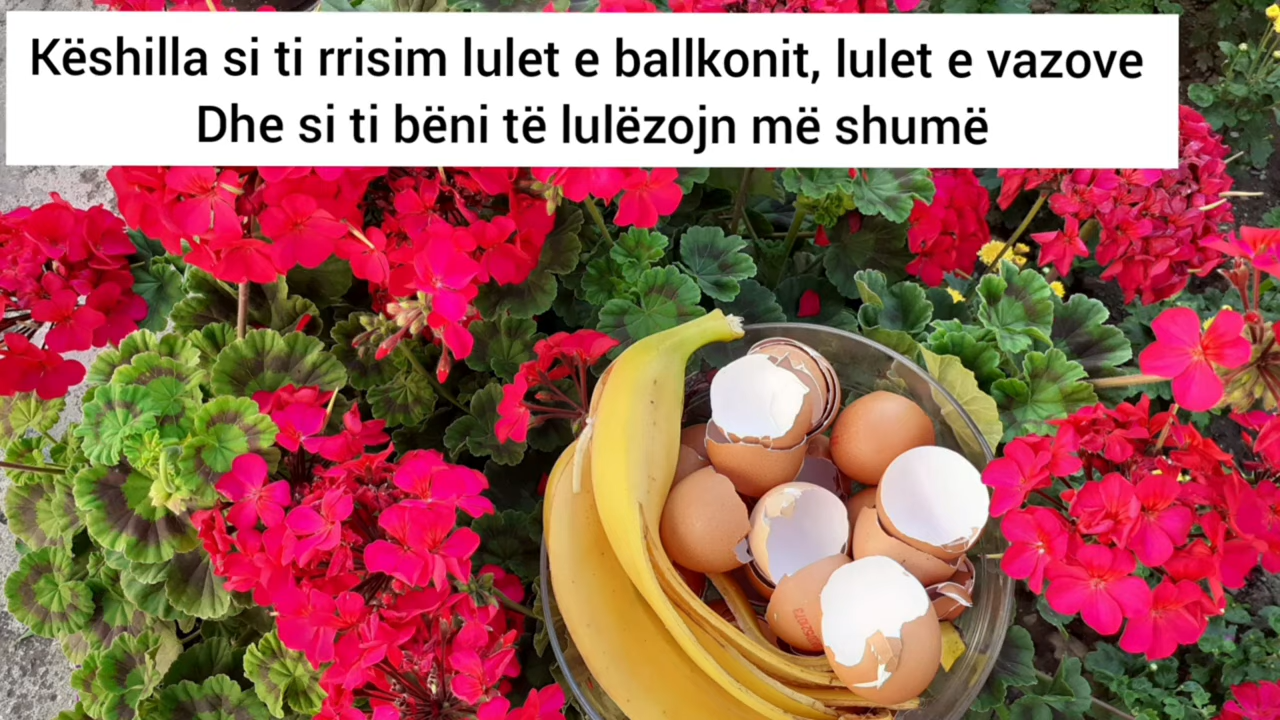 Këshilla si ti rrisim lulet e ballkonit, lulet e vazove
Dhe si ti bëni të lulëzojn më shumë